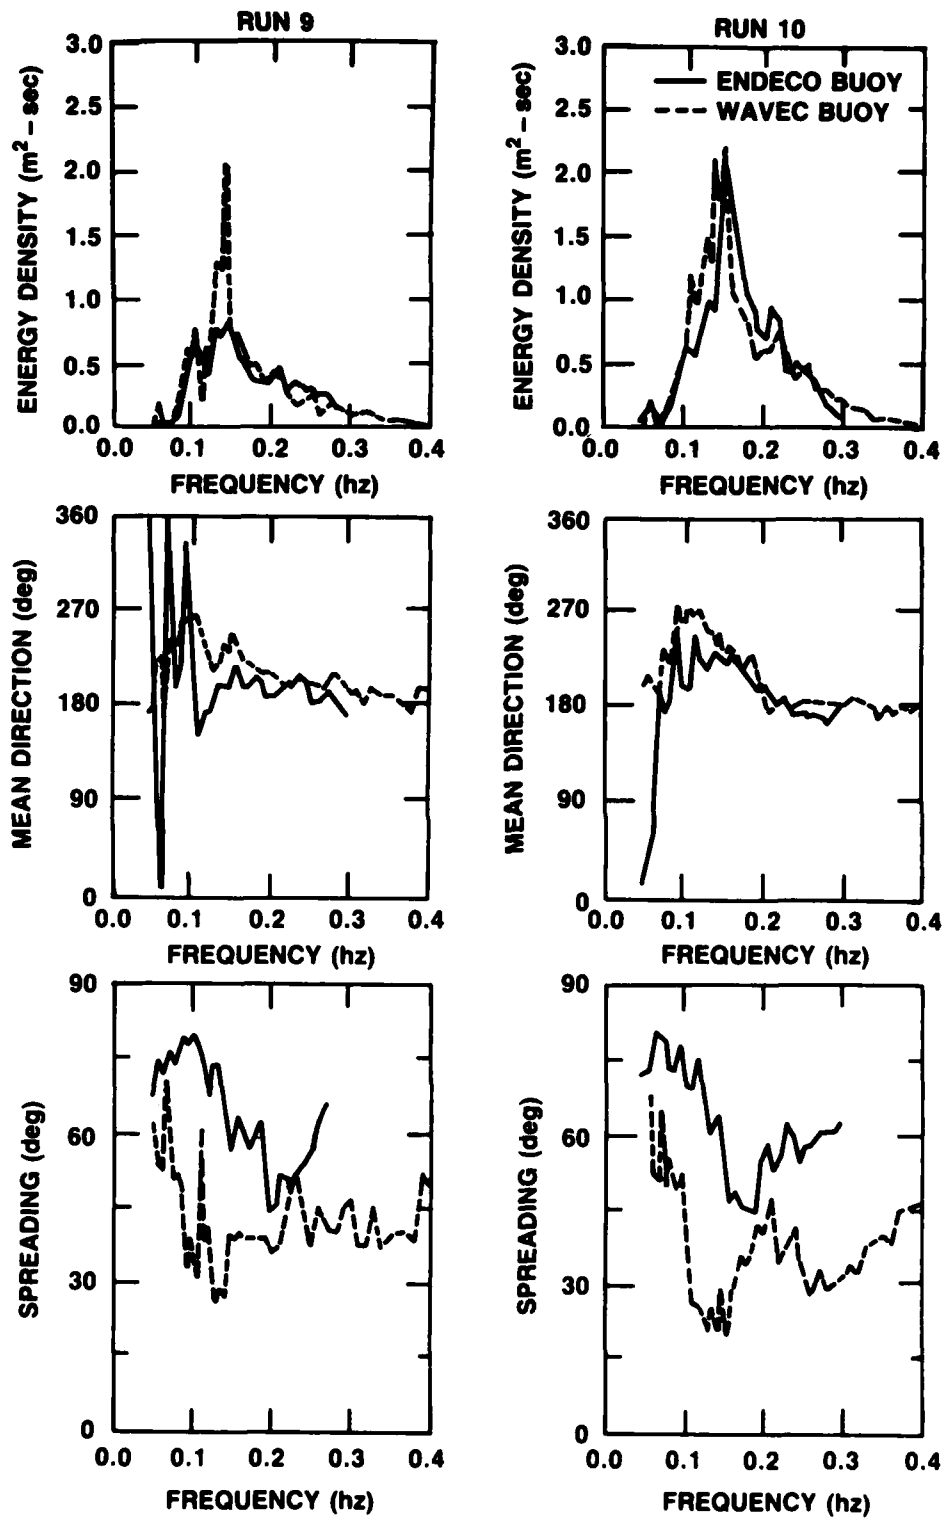 RUN 9
3.0
2.5
2.0
1.5
1.0
0.5
0.0
ENERGY DENSITY (m² – sec)
0.0 0.1 0.2 0.3 0.4
FREQUENCY (hz)
RUN 10
ENDECO BUOY
WAVEC BUOY
3.0
2.5
2.0
1.5
1.0
0.5
0.0
ENERGY DENSITY (m² – sec)
0.0 0.1 0.2 0.3 0.4
FREQUENCY (hz)
360
270
180
90
0
MEAN DIRECTION (deg)
0.0 0.1 0.2 0.3 0.4
FREQUENCY (hz)
360
270
180
90
0
MEAN DIRECTION (deg)
0.0 0.1 0.2 0.3 0.4
FREQUENCY (hz)
90
60
30
0
SPREADING (deg)
0.0 0.1 0.2 0.3 0.4
FREQUENCY (hz)
90
60
30
0
SPREADING (deg)
0.0 0.1 0.2 0.3 0.4
FREQUENCY (hz)